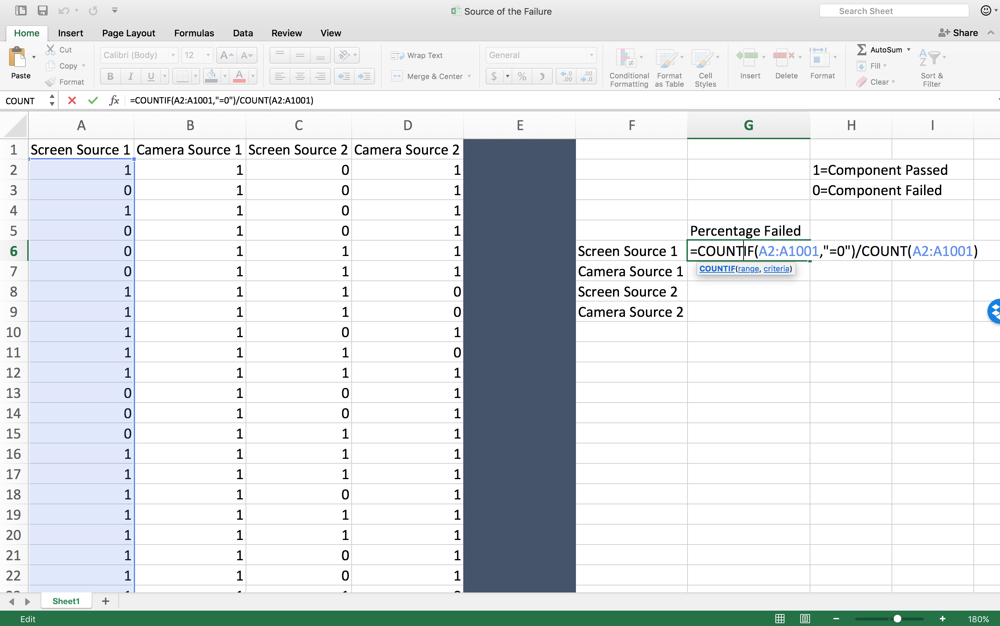 Source of the Failure
Search Sheet
Home Insert Page Layout Formulas Data Review View Share
Paste
Cut
Copy
Format
Calibri (Body) 12
B I U
Wrap Text
Merge & Center
General
$ %
Conditional Formatting
Format as Table
Cell Styles
Insert
Delete
Format
AutoSum
Fill
Clear
Sort & Filter
COUNT fx =COUNTIF(A2:A1001,"=0")/COUNT(A2:A1001)
A B C D E F G H I
1 Screen Source 1 Camera Source 1 Screen Source 2 Camera Source 2
2 1 1 0 1 1=Component Passed
3 0 1 0 1 0=Component Failed
4 1 1 0 1
5 0 1 0 1 Percentage Failed
6 0 1 1 1 Screen Source 1 =COUNTIF(A2:A1001,"=0")/COUNT(A2:A1001)
COUNTIF(range, criteria)
7 0 1 1 1 Camera Source 1
8 1 1 1 0 Screen Source 2
9 1 1 1 0 Camera Source 2
10 1 1 0 1
11 1 1 1 0
12 1 1 1 1
13 0 1 0 1
14 0 1 0 1
15 0 1 1 1
16 1 1 1 1
17 1 1 1 1
18 1 1 0 1
19 1 1 1 1
20 1 1 1 1
21 1 1 0 1
22 1 1 0 1
Sheet1
Edit 180%